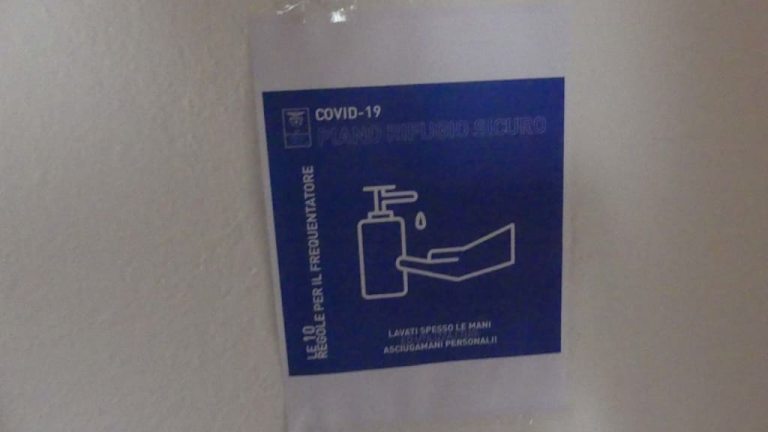 COVID-19
PIANO RIFUGIO SICURO
LE 10
REGOLE PER IL FREQUENTATORE
LAVATI SPESSO LE MANI
ASCIUGAMANI PERSONALI!